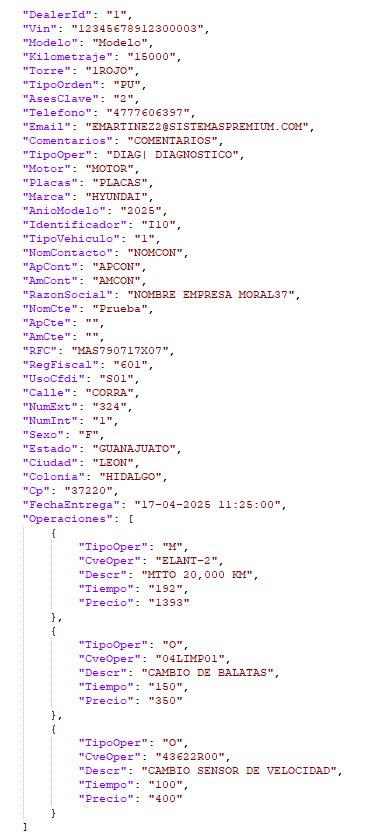 "DealerId": "1",
"Vin": "12345678912300003",
"Modelo": "Modelo",
"Kilometraje": "15000",
"Torre": "1ROJO",
"TipoOrden": "PU",
"AsesClave": "2",
"Telefono": "4777606397",
"Email": "EMARTINEZ2@SISTEMASPREMIUM.COM",
"Comentarios": "COMENTARIOS",
"TipoOper": "DIAG| DIAGNOSTICO",
"Motor": "MOTOR",
"Placas": "PLACAS",
"Marca": "HYUNDAI",
"AnioModelo": "2025",
"Identificador": "I10",
"TipoVehiculo": "1",
"NomContacto": "NOMCON",
"ApCont": "APCON",
"AmCont": "AMCON",
"RazonSocial": "NOMBRE EMPRESA MORAL37",
"NomCte": "Prueba",
"ApCte": "",
"AmCte": "",
"RFC": "MAS790717X07",
"RegFiscal": "601",
"UsoCfdi": "S01",
"Calle": "CORRA",
"NumExt": "324",
"NumInt": "1",
"Sexo": "F",
"Estado": "GUANAJUATO",
"Ciudad": "LEON",
"Colonia": "HIDALGO",
"Cp": "37220",
"FechaEntrega": "17-04-2025 11:25:00",
"Operaciones": [
{
"TipoOper": "M",
"CveOper": "ELANT-2",
"Descr": "MTTO 20,000 KM",
"Tiempo": "192",
"Precio": "1393"
},
{
"TipoOper": "O",
"CveOper": "04LIMP01",
"Descr": "CAMBIO DE BALATAS",
"Tiempo": "150",
"Precio": "350"
},
{
"TipoOper": "O",
"CveOper": "43622R00",
"Descr": "CAMBIO SENSOR DE VELOCIDAD",
"Tiempo": "100",
"Precio": "400"
}
]